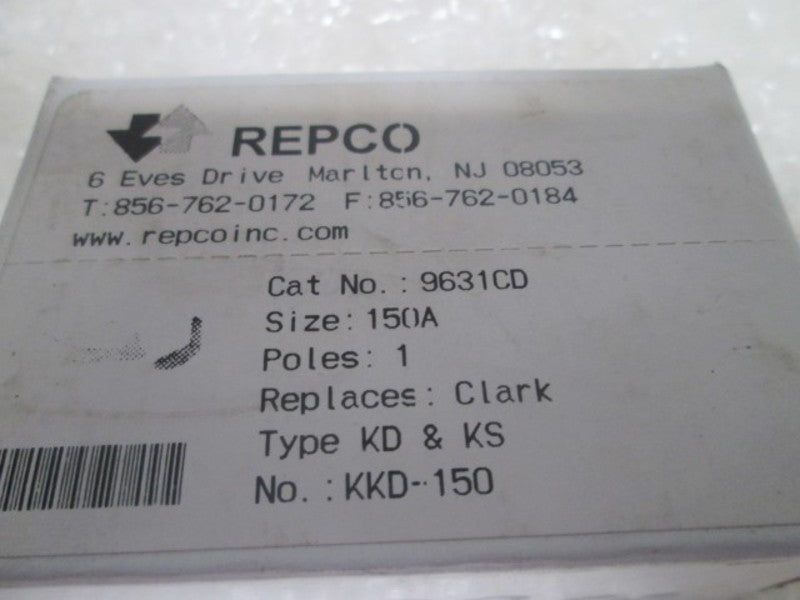 REPCO
6 Eves Drive Marlton, NJ 08053
T:856-762-0172 F:856-762-0184
www.repcoinc.com
Cat No.: 9631CD
Size: 150A
Poles: 1
Replaces: Clark
Type KD & KS
No.: KKD-150